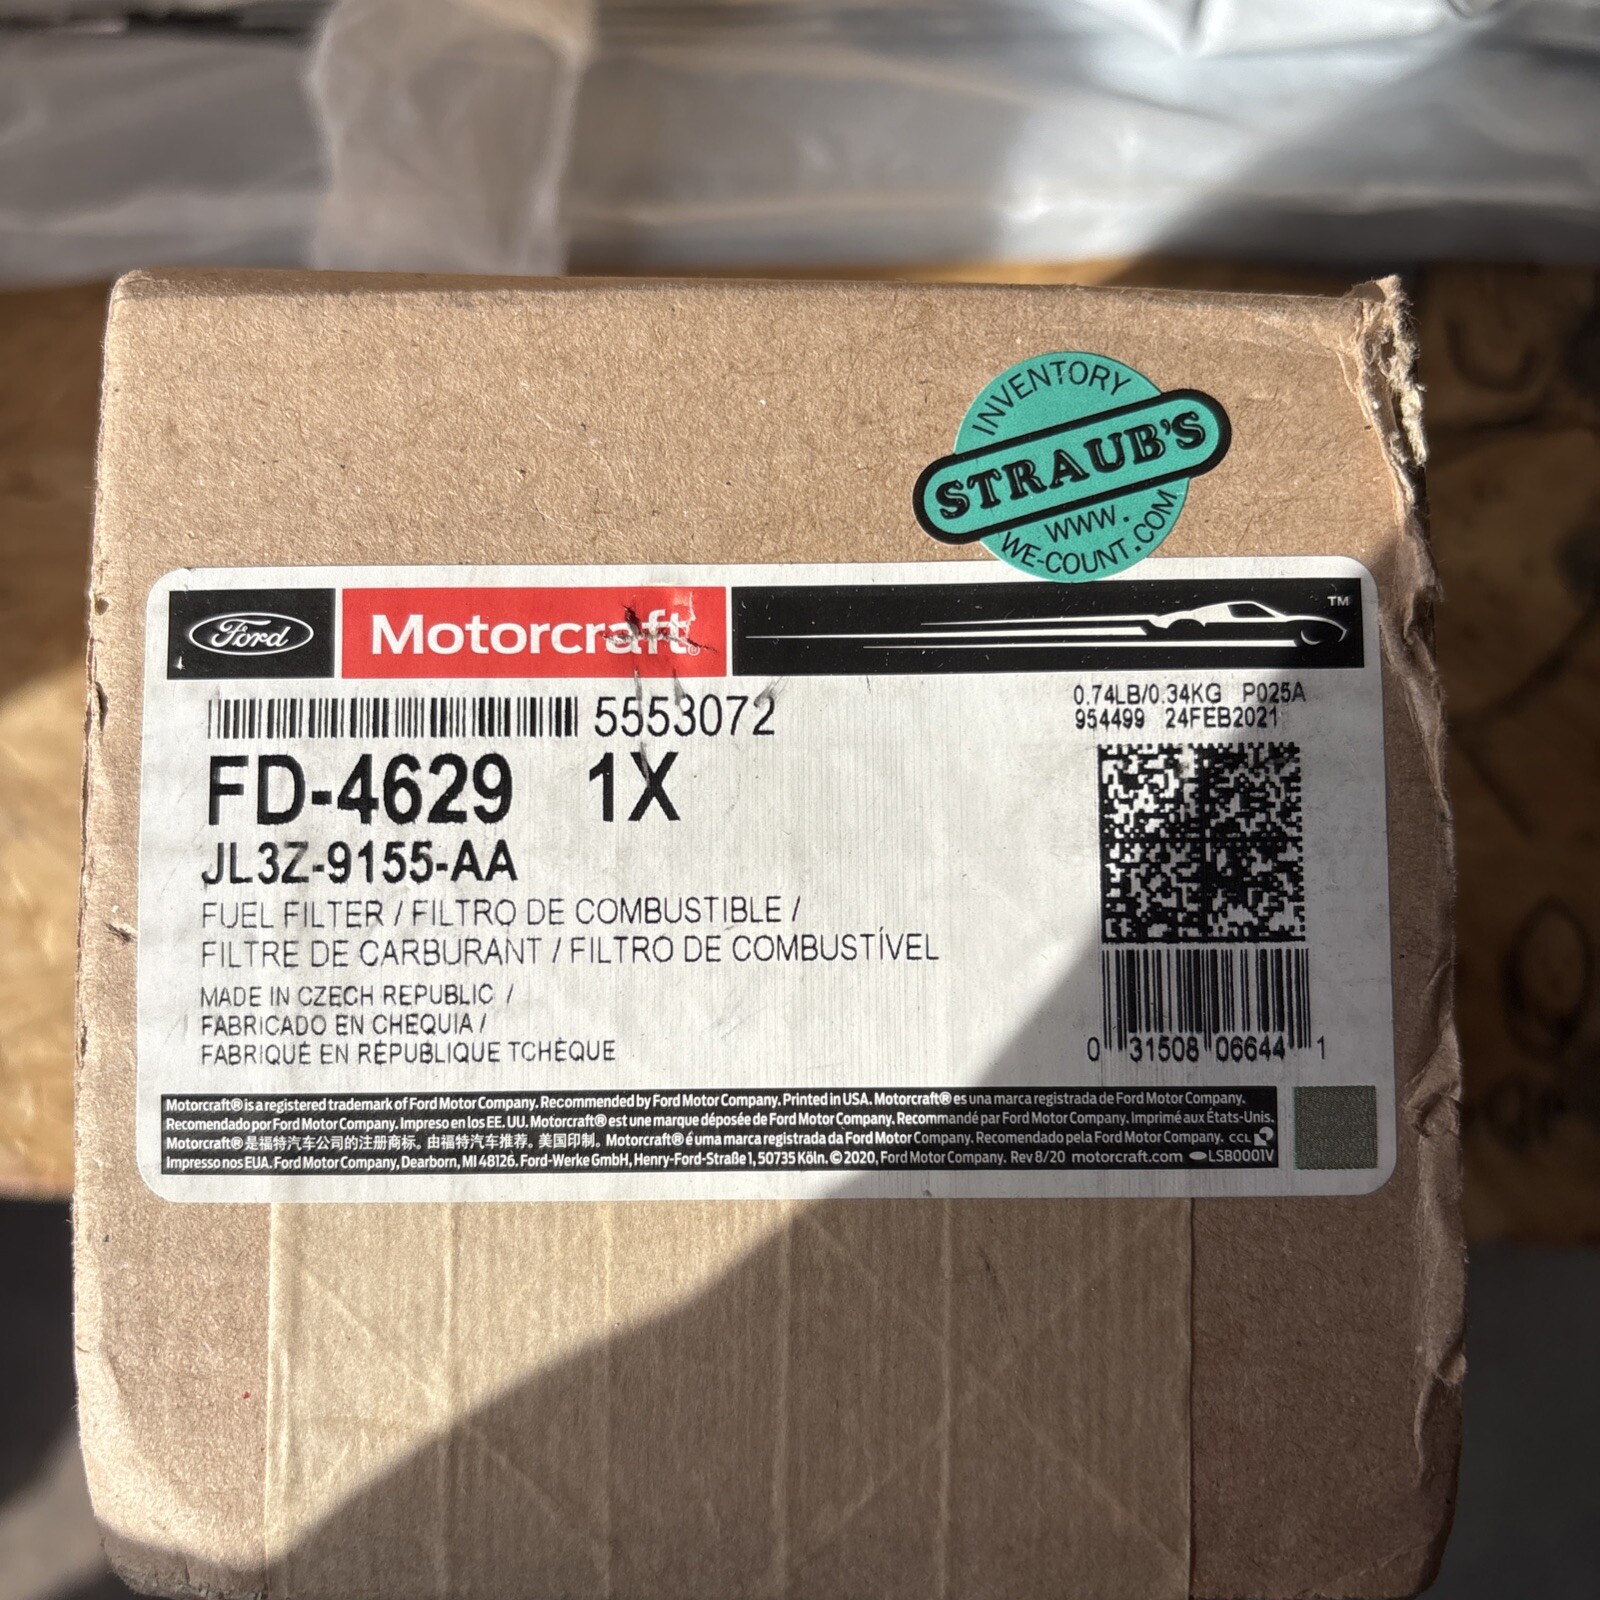 INVENTORY
STRAUB'S
WWW.
WE-COUNT.COM
Ford
Motorcraft®
TM
5553072
0.74LB/0.34KG P025A
954499 24FEB2021
FD-4629 1X
JL3Z-9155-AA
FUEL FILTER / FILTRO DE COMBUSTIBLE /
FILTRE DE CARBURANT / FILTRO DE COMBUSTÍVEL
MADE IN CZECH REPUBLIC /
FABRICADO EN CHEQUIA /
FABRIQUÉ EN RÉPUBLIQUE TCHÈQUE
0 31508 06644 1
Motorcraft® is a registered trademark of Ford Motor Company. Recommended by Ford Motor Company. Printed in USA. Motorcraft® es una marca registrada de Ford Motor Company.
Recomendado por Ford Motor Company. Impreso en los EE. UU. Motorcraft® est une marque déposée de Ford Motor Company. Recommandé par Ford Motor Company. Imprimé aux États-Unis.
Motorcraft® 是福特汽车公司的注册商标。由福特汽车推荐。美国印制。Motorcraft® é uma marca registrada da Ford Motor Company. Recomendado pela Ford Motor Company. CCL
Impresso nos EUA. Ford Motor Company, Dearborn, MI 48126. Ford-Werke GmbH, Henry-Ford-Straße 1, 50735 Köln. © 2020, Ford Motor Company. Rev 8/20 motorcraft.com LSB0001V